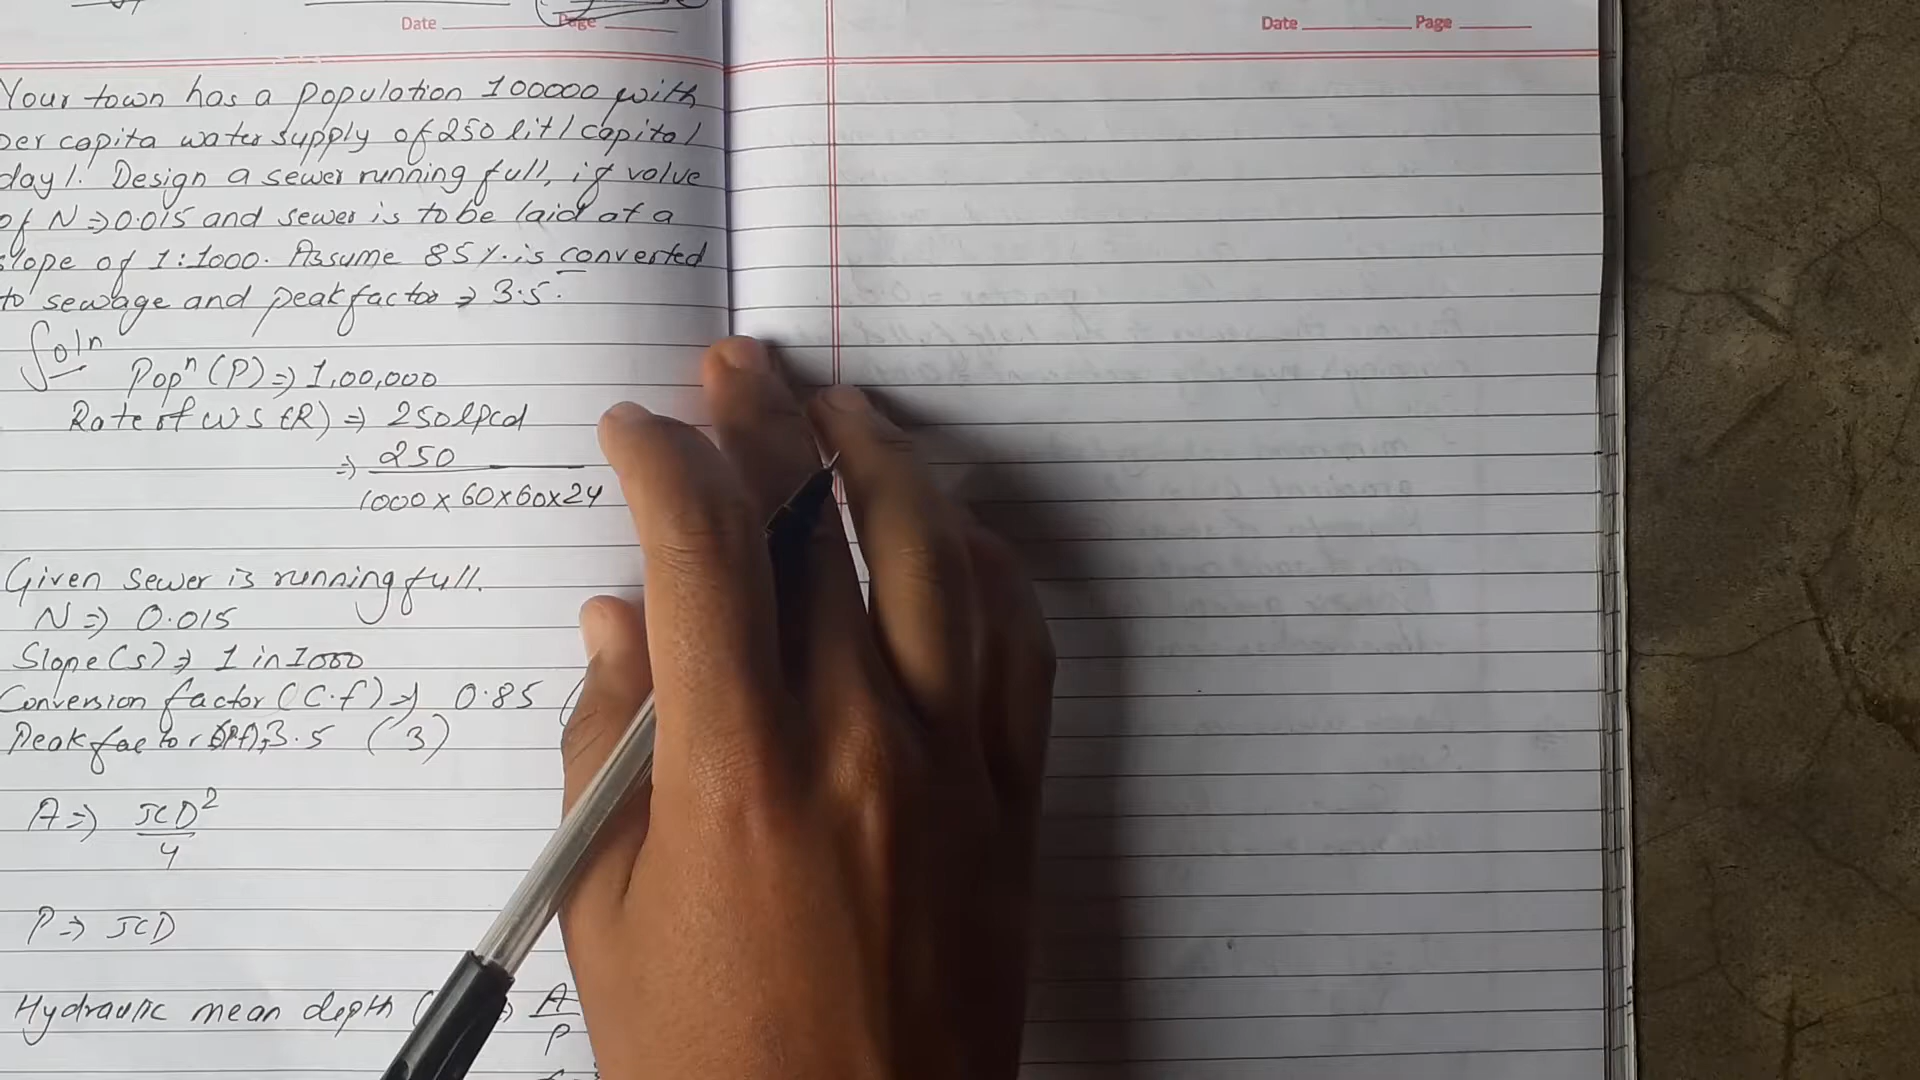 Date Page
Date Page
Your town has a population 100000 with
per capita water supply of 250 lit / capital
day /. Design a sewer running full, if value
of N => 0.015 and sewer is to be laid at a
slope of 1:1000. Assume 85%. is converted
to sewage and peak factor => 3.5.
Soln
Popⁿ (P) => 1,00,000
Rate of WS (R) => 250 lpcd
=> 250
1000 x 60 x 60 x 24
Given sewer is running full.
N => 0.015
Slope (s) => 1 in 1000
Conversion factor (C.f) => 0.85 (
Peak factor (Pf) => 3.5 (3)
A => πD²
4
P => πD
Hydraulic mean depth ( => A
P